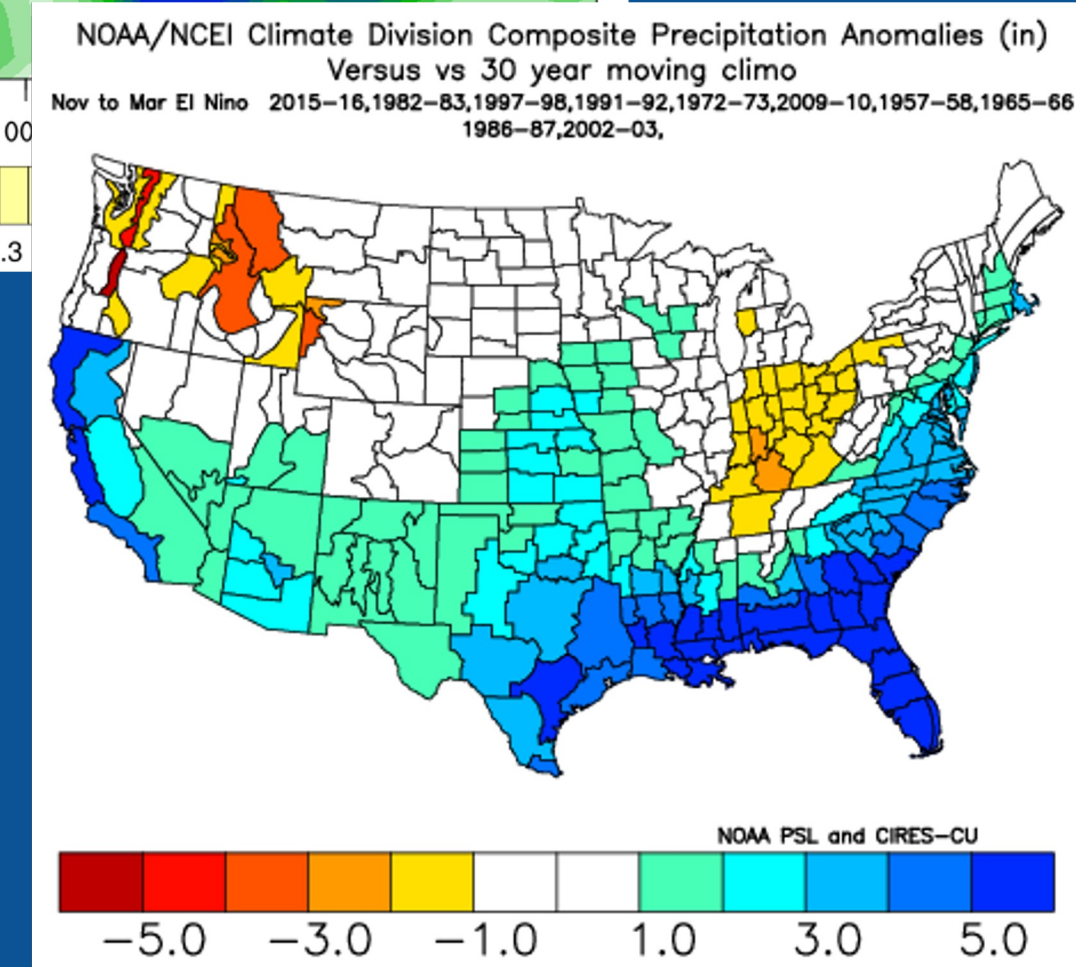 NOAA/NCEI Climate Division Composite Precipitation Anomalies (in)
Versus vs 30 year moving climo
Nov to Mar El Nino 2015-16,1982-83,1997-98,1991-92,1972-73,2009-10,1957-58,1965-66
1986-87,2002-03,
00
.3
NOAA PSL and CIRES-CU
-5.0 -3.0 -1.0 1.0 3.0 5.0